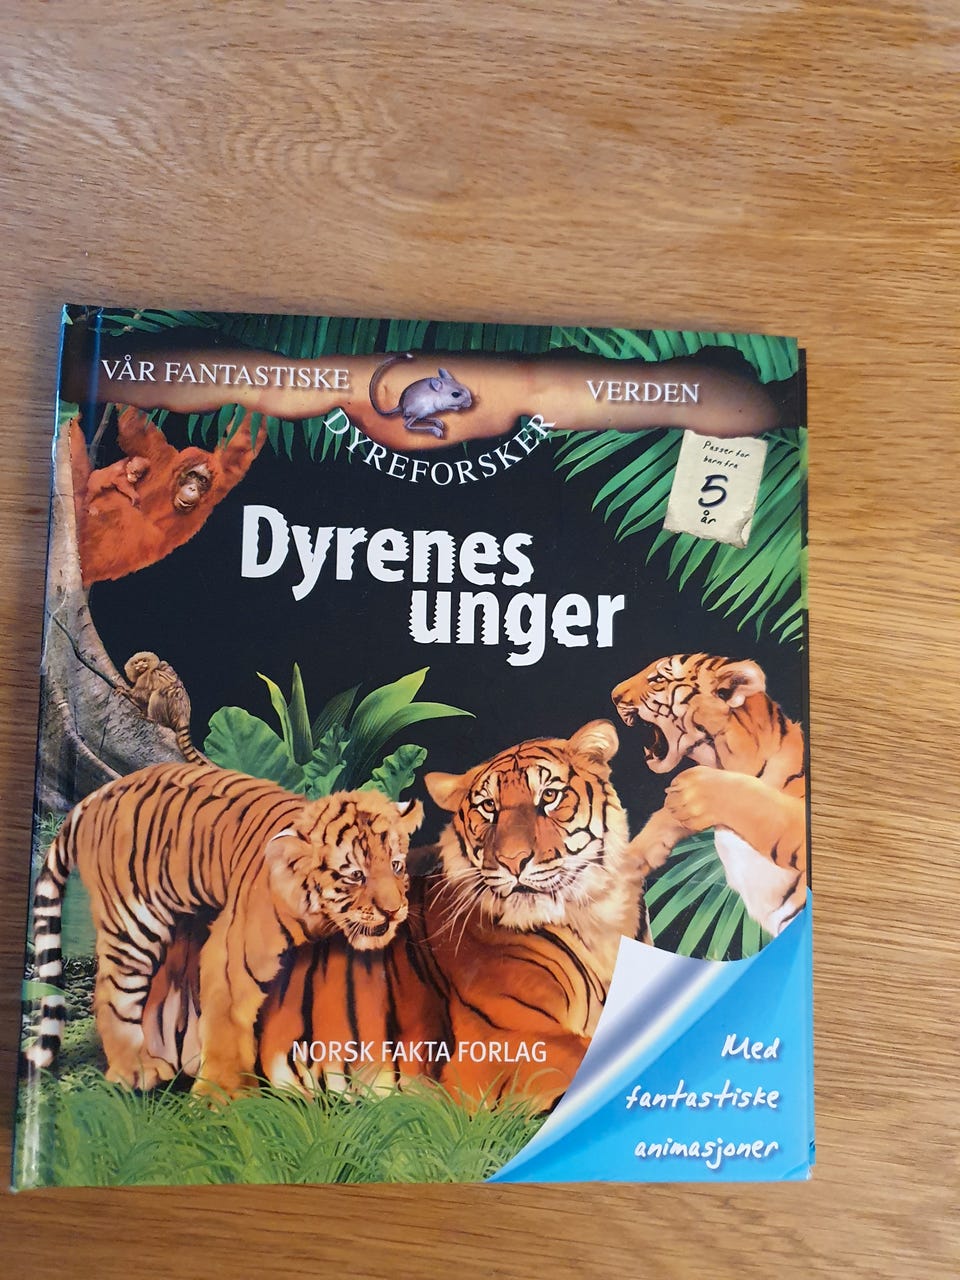 VÅR FANTASTISKE VERDEN
DYREFORSKER
Passer for
barn fra
5
år
Dyrenes
unger
NORSK FAKTA FORLAG
Med
fantastiske
animasjoner